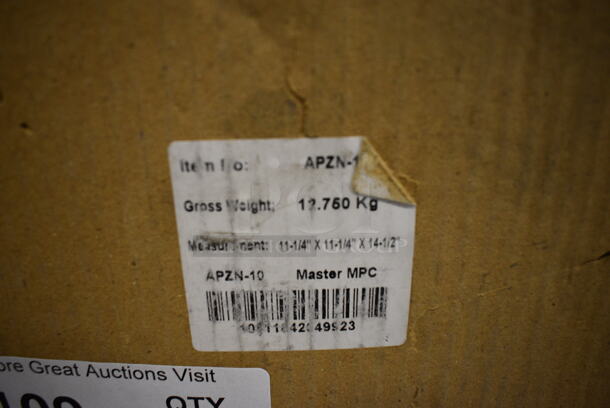 Item No: APZN-1
Gross Weight: 12.750 Kg
Measurment: 11-1/4" X 11-1/4" X 14-1/2"
APZN-10 Master MPC
ore Great Auctions Visit
QTY